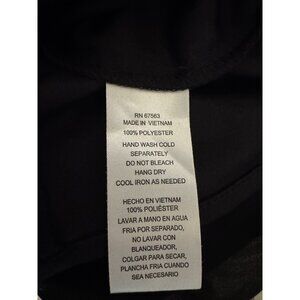 RN 67563
MADE IN VIETNAM
100% POLYESTER
HAND WASH COLD
SEPARATELY
DO NOT BLEACH
HANG DRY
COOL IRON AS NEEDED
HECHO EN VIETNAM
100% POLIÉSTER
LAVAR A MANO EN AGUA
FRIA POR SEPARADO,
NO LAVAR CON
BLANQUEADOR,
COLGAR PARA SECAR,
PLANCHA FRIA CUANDO
SEA NECESARIO